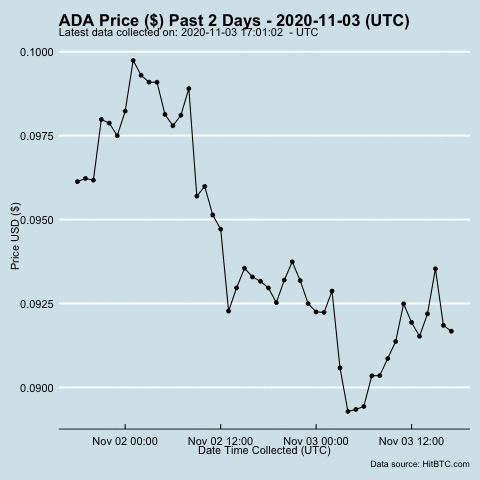 ADA Price ($) Past 2 Days - 2020-11-03 (UTC)
Latest data collected on: 2020-11-03 17:01:02 - UTC
Price USD ($)
0.1000
0.0975
0.0950
0.0925
0.0900
Nov 02 00:00 Nov 02 12:00 Nov 03 00:00 Nov 03 12:00
Date Time Collected (UTC)
Data source: HitBTC.com